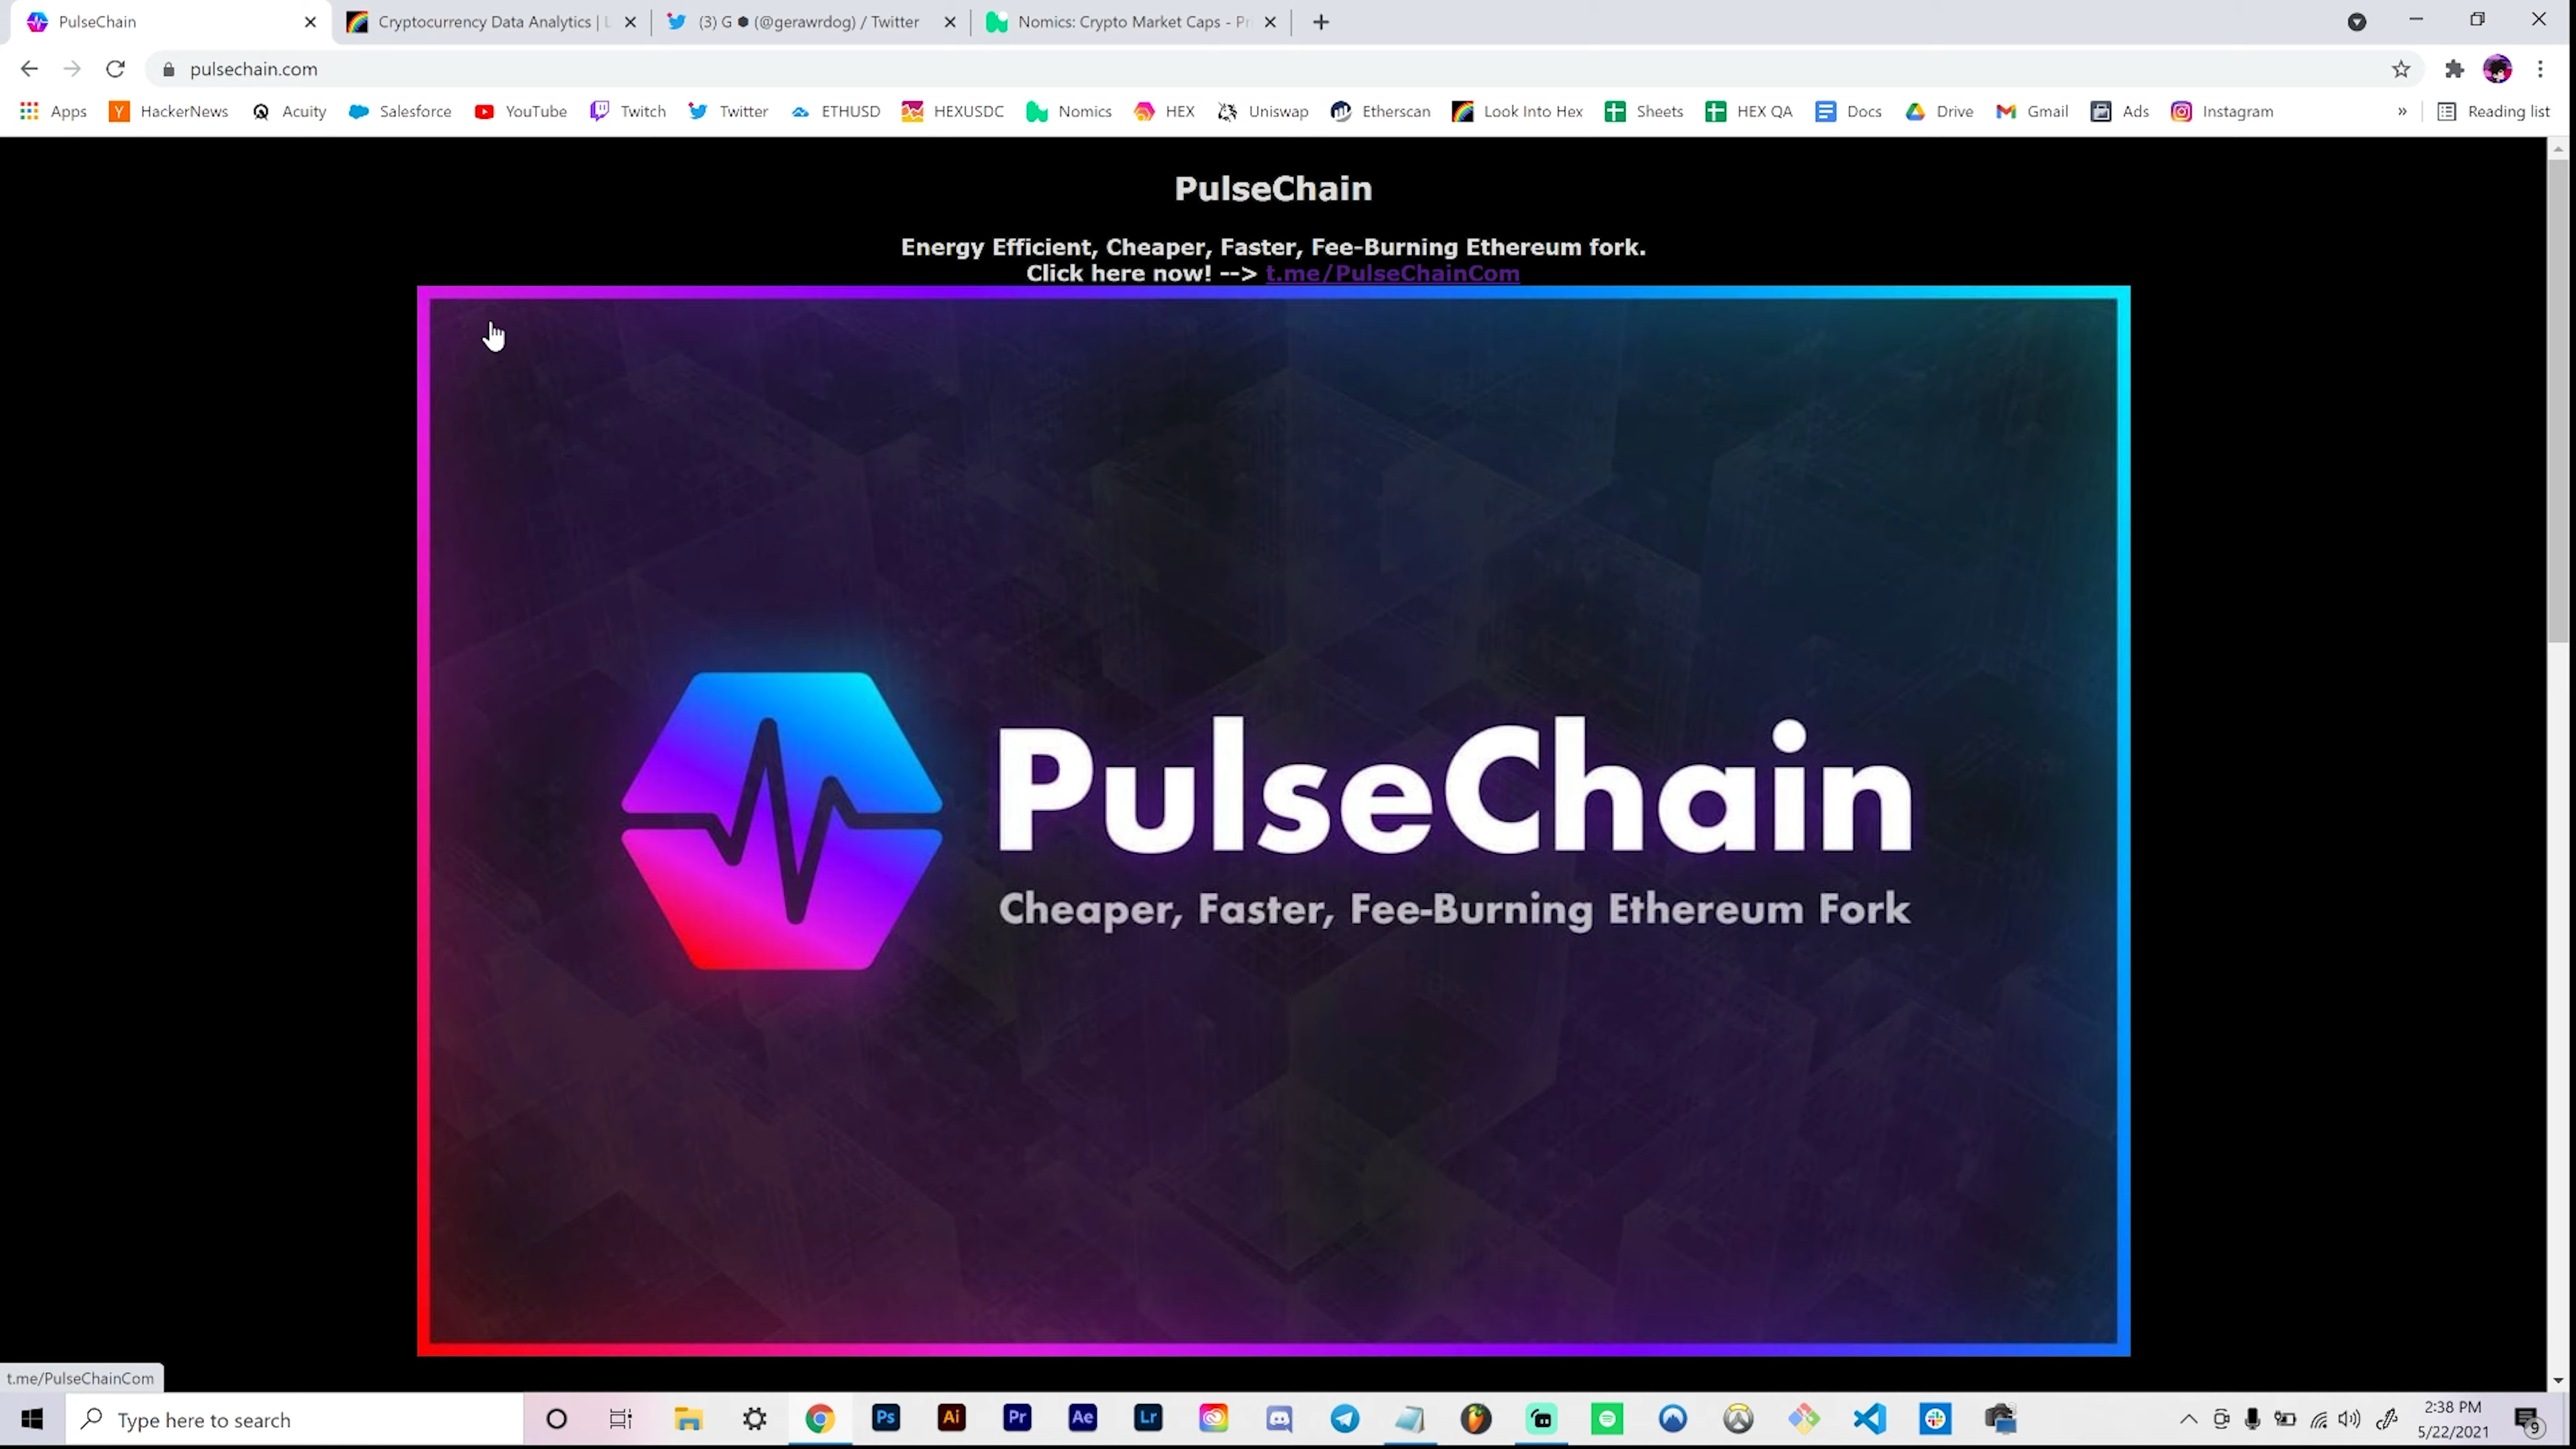 PulseChain
Cryptocurrency Data Analytics | L
(3) G ⬢ (@gerawrdog) / Twitter
Nomics: Crypto Market Caps - Pri
pulsechain.com
Apps
HackerNews
Acuity
Salesforce
YouTube
Twitch
Twitter
ETHUSD
HEXUSDC
Nomics
HEX
Uniswap
Etherscan
Look Into Hex
Sheets
HEX QA
Docs
Drive
Gmail
Ads
Instagram
»
Reading list
PulseChain
Energy Efficient, Cheaper, Faster, Fee-Burning Ethereum fork.
Click here now! --> t.me/PulseChainCom
PulseChain
Cheaper, Faster, Fee-Burning Ethereum Fork
t.me/PulseChainCom
Type here to search
Ps
Ai
Pr
Ae
Lr
2:38 PM
5/22/2021
9